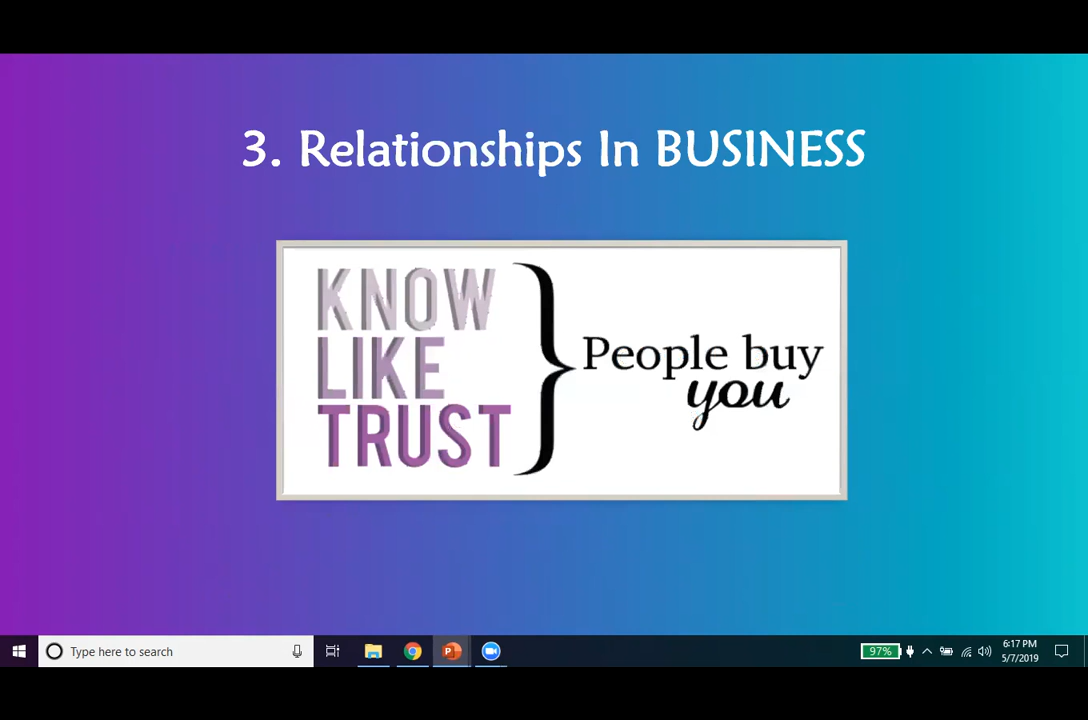 3. Relationships In BUSINESS
KNOW
LIKE
TRUST
People buy
you
Type here to search
97%
6:17 PM
5/7/2019